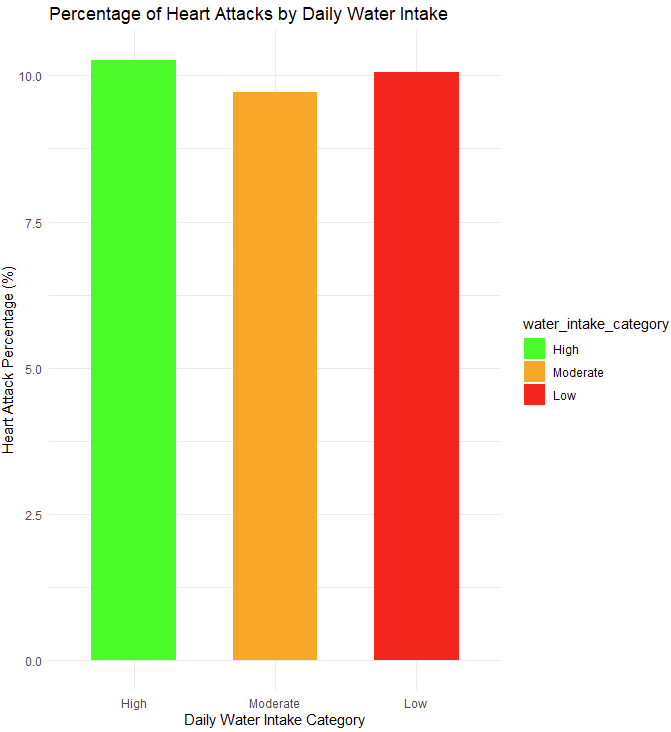 Percentage of Heart Attacks by Daily Water Intake
Heart Attack Percentage (%)
10.0
7.5
5.0
2.5
0.0
High
Moderate
Low
Daily Water Intake Category
water_intake_category
High
Moderate
Low